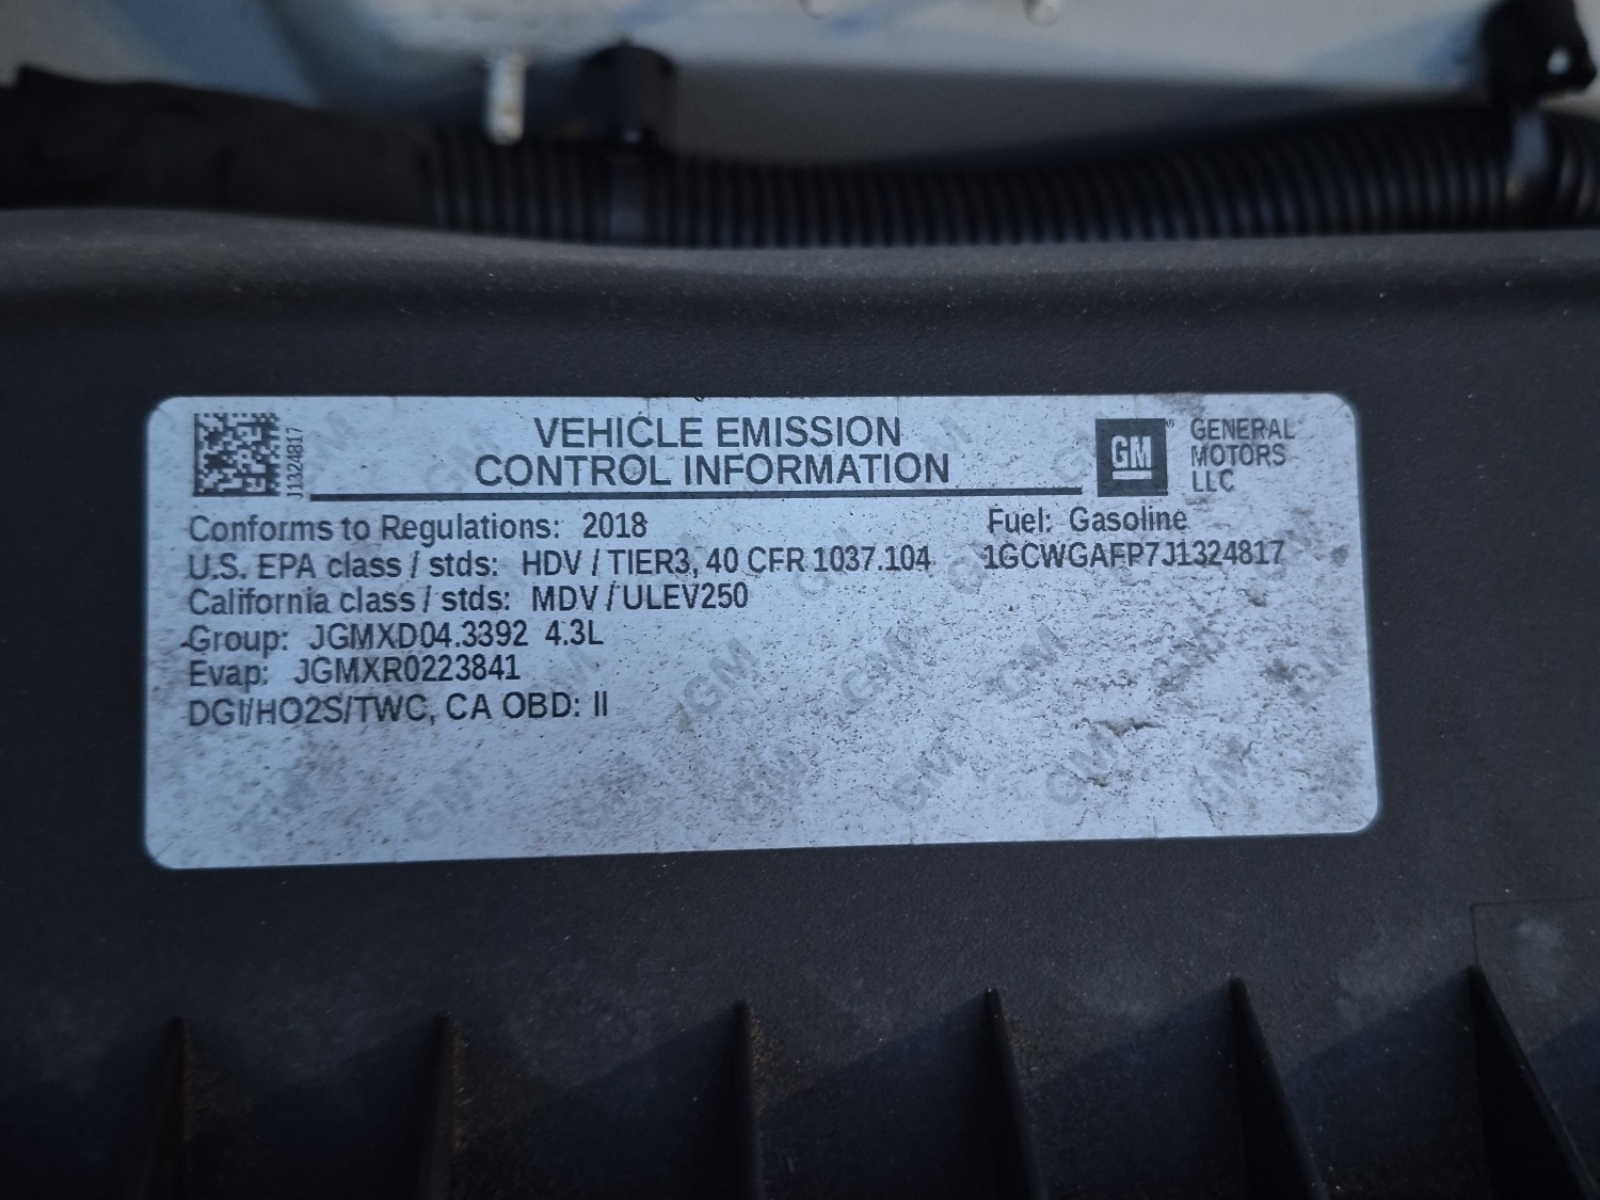 J1324817
VEHICLE EMISSION
CONTROL INFORMATION
GM
GENERAL
MOTORS
LLC
Conforms to Regulations: 2018
Fuel: Gasoline
U.S. EPA class / stds: HDV / TIER3, 40 CFR 1037.104
1GCWGAFP7J1324817
California class / stds: MDV / ULEV250
Group: JGMXD04.3392 4.3L
Evap: JGMXR0223841
DGI/HO2S/TWC, CA OBD: II